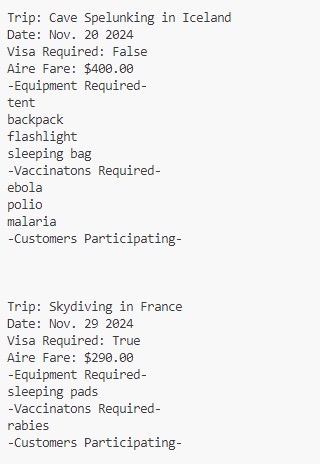 Trip: Cave Spelunking in Iceland
Date: Nov. 20 2024
Visa Required: False
Aire Fare: $400.00
-Equipment Required-
tent
backpack
flashlight
sleeping bag
-Vaccinatons Required-
ebola
polio
malaria
-Customers Participating-
Trip: Skydiving in France
Date: Nov. 29 2024
Visa Required: True
Aire Fare: $290.00
-Equipment Required-
sleeping pads
-Vaccinatons Required-
rabies
-Customers Participating-